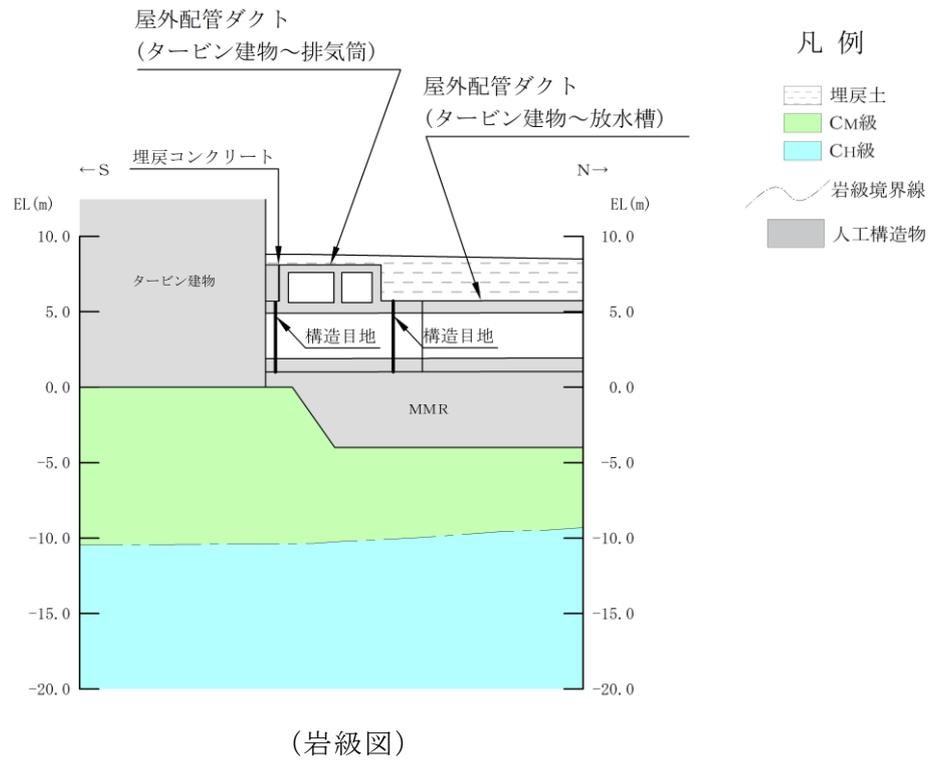 屋外配管ダクト
(タービン建物～排気筒)
屋外配管ダクト
(タービン建物～放水槽)
埋戻コンクリート
←S
N→
凡 例
埋戻土
CM級
CH級
岩級境界線
人工構造物
EL(m)
EL(m)
10.0
10.0
タービン建物
5.0
5.0
構造目地
構造目地
0.0
0.0
MMR
-5.0
-5.0
-10.0
-10.0
-15.0
-15.0
-20.0
-20.0
(岩級図)